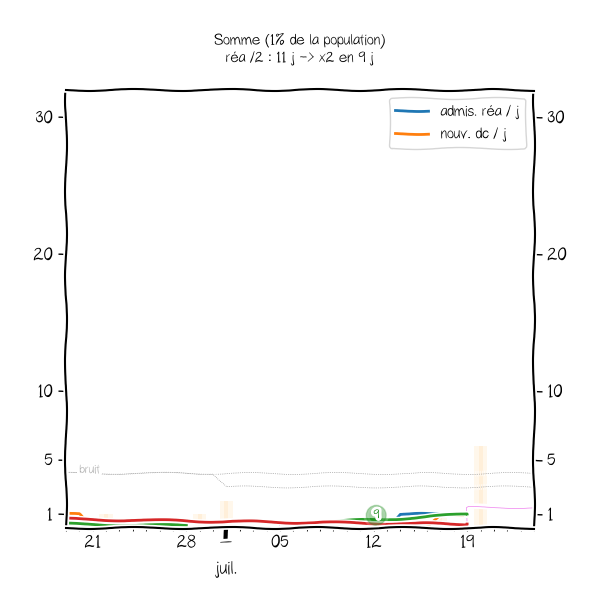 Somme (1% de la population)
réa /2 : 11 j -> x2 en 9 j
admis. réa / j
nouv. dc / j
30
30
20
20
10
10
5
5
bruit
1
1
9
21
28
05
12
19
juil.